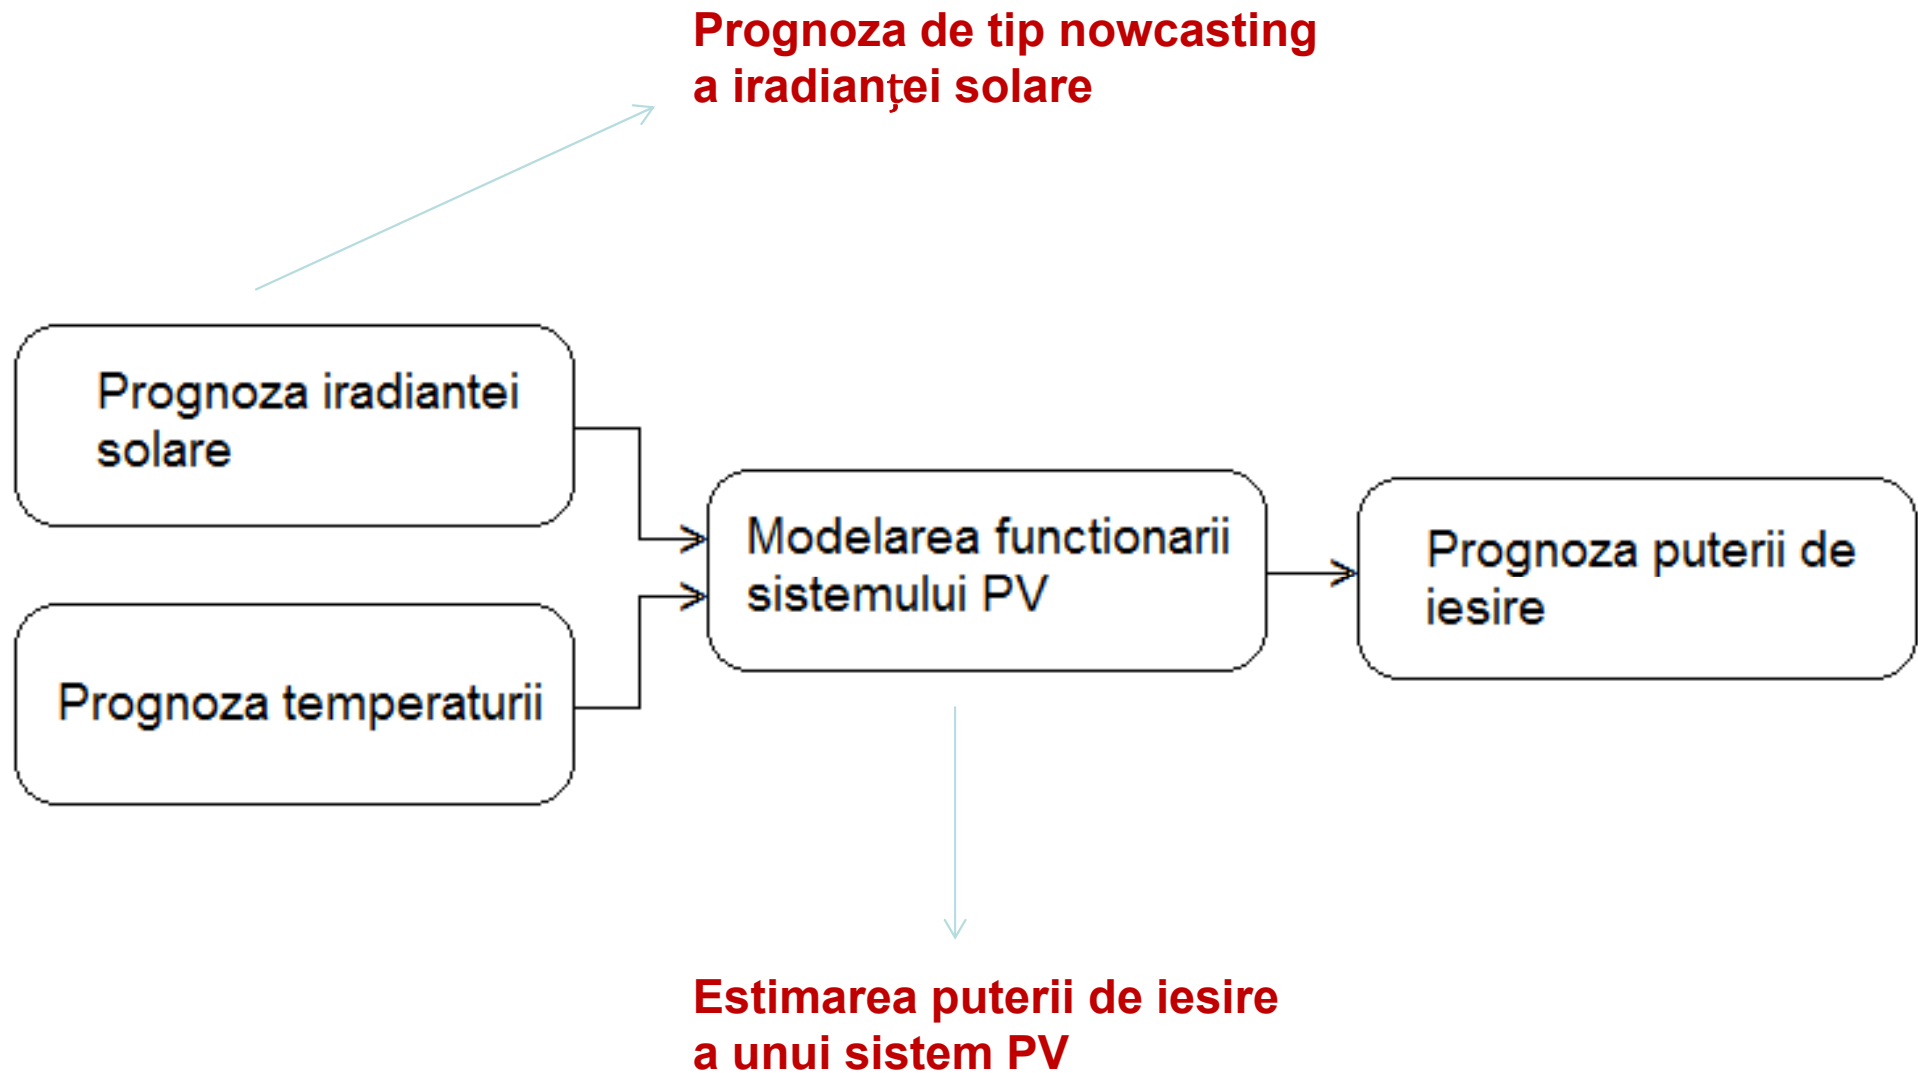 Prognoza de tip nowcasting
a iradianţei solare
Prognoza iradiantei
solare
Prognoza temperaturii
Modelarea functionarii
sistemului PV
Prognoza puterii de
iesire
Estimarea puterii de iesire
a unui sistem PV